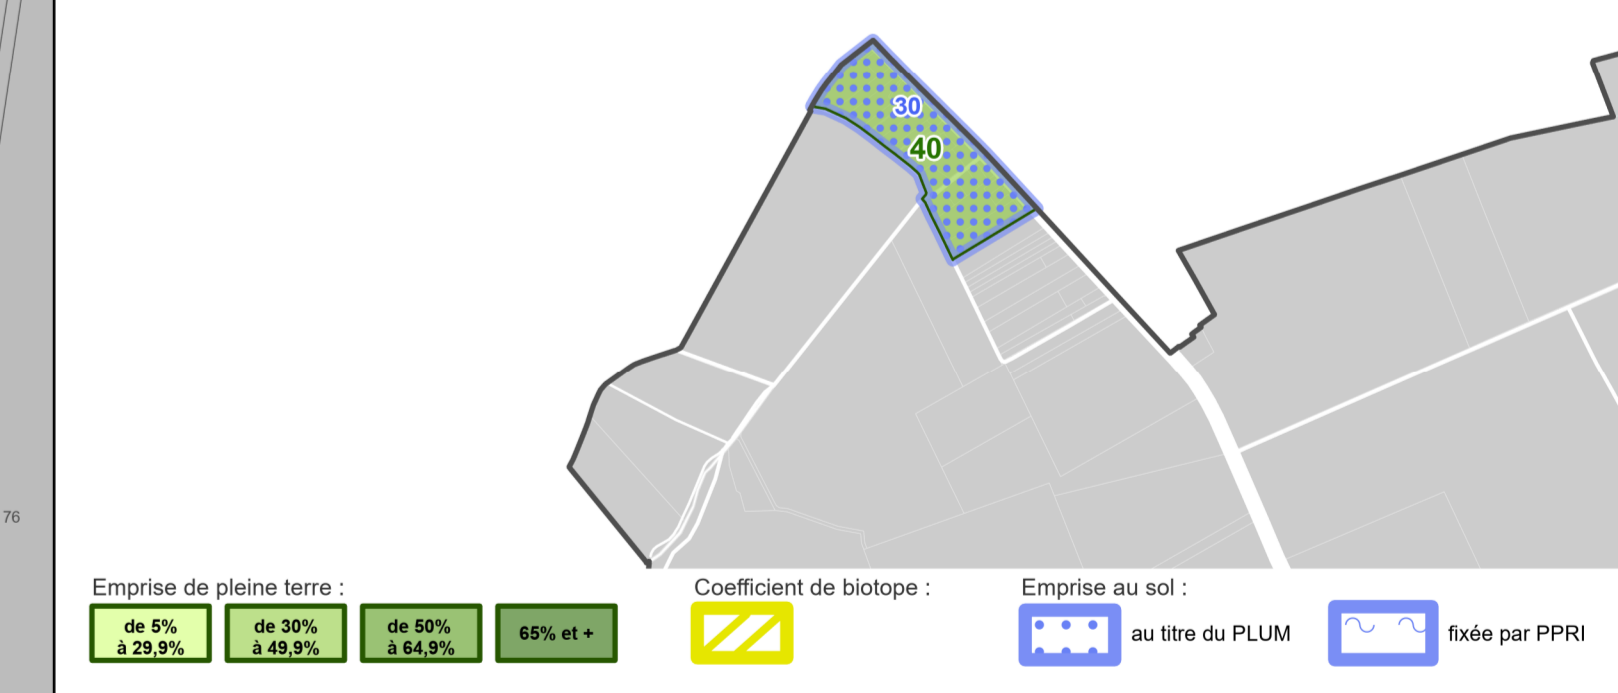 30
40
76
Emprise de pleine terre :
de 5%
à 29,9%
de 30%
à 49,9%
de 50%
à 64,9%
65% et +
Coefficient de biotope :
Emprise au sol :
au titre du PLUM
fixée par PPRI